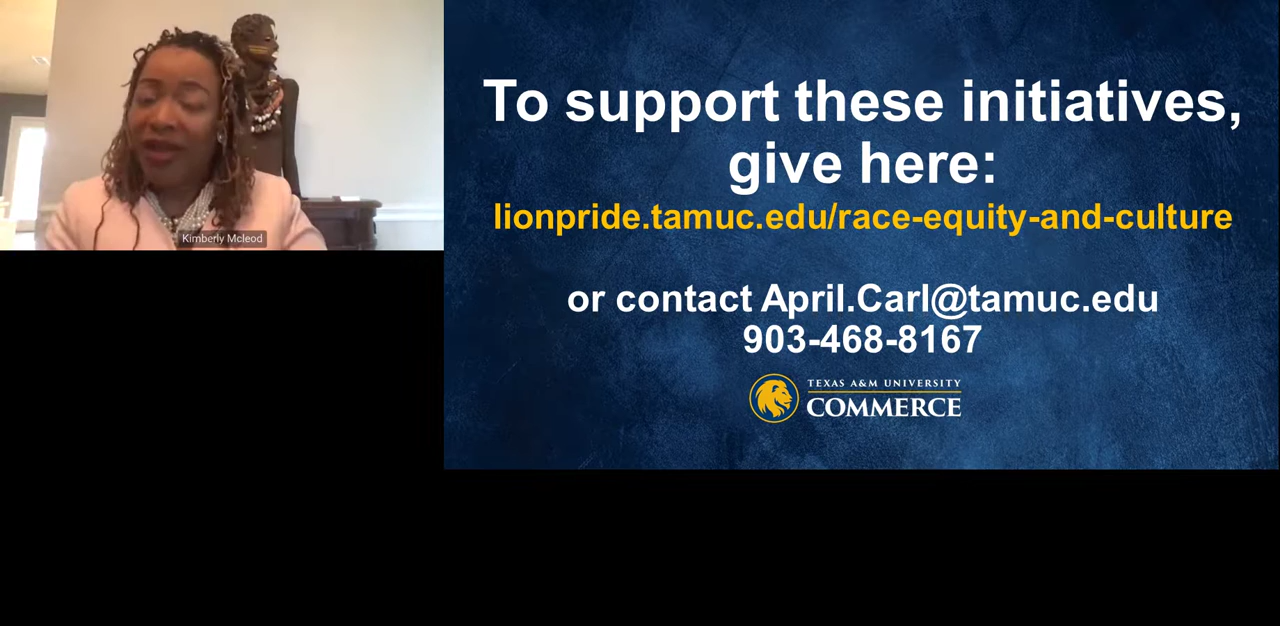 Kimberly Mcleod
To support these initiatives,
give here:
lionpride.tamuc.edu/race-equity-and-culture
or contact April.Carl@tamuc.edu
903-468-8167
TEXAS A&M UNIVERSITY
COMMERCE